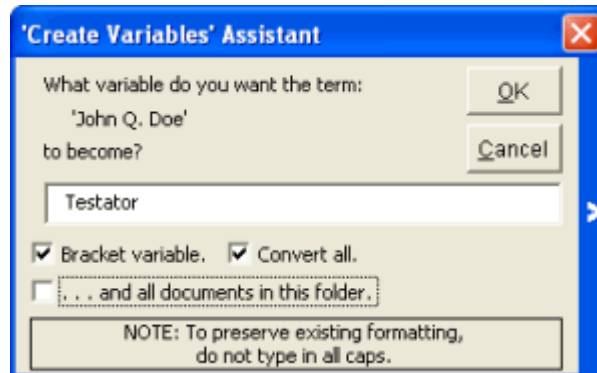 'Create Variables' Assistant
What variable do you want the term:
OK
'John Q. Doe'
to become?
Cancel
Testator
Bracket variable. Convert all.
. . . and all documents in this folder.
NOTE: To preserve existing formatting,
do not type in all caps.